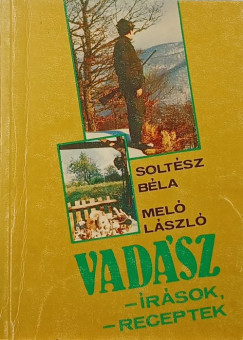 SOLTÉSZ
BÉLA
MELÓ
LÁSZLÓ
VADÁSZ
-ÍRÁSOK,
-RECEPTEK